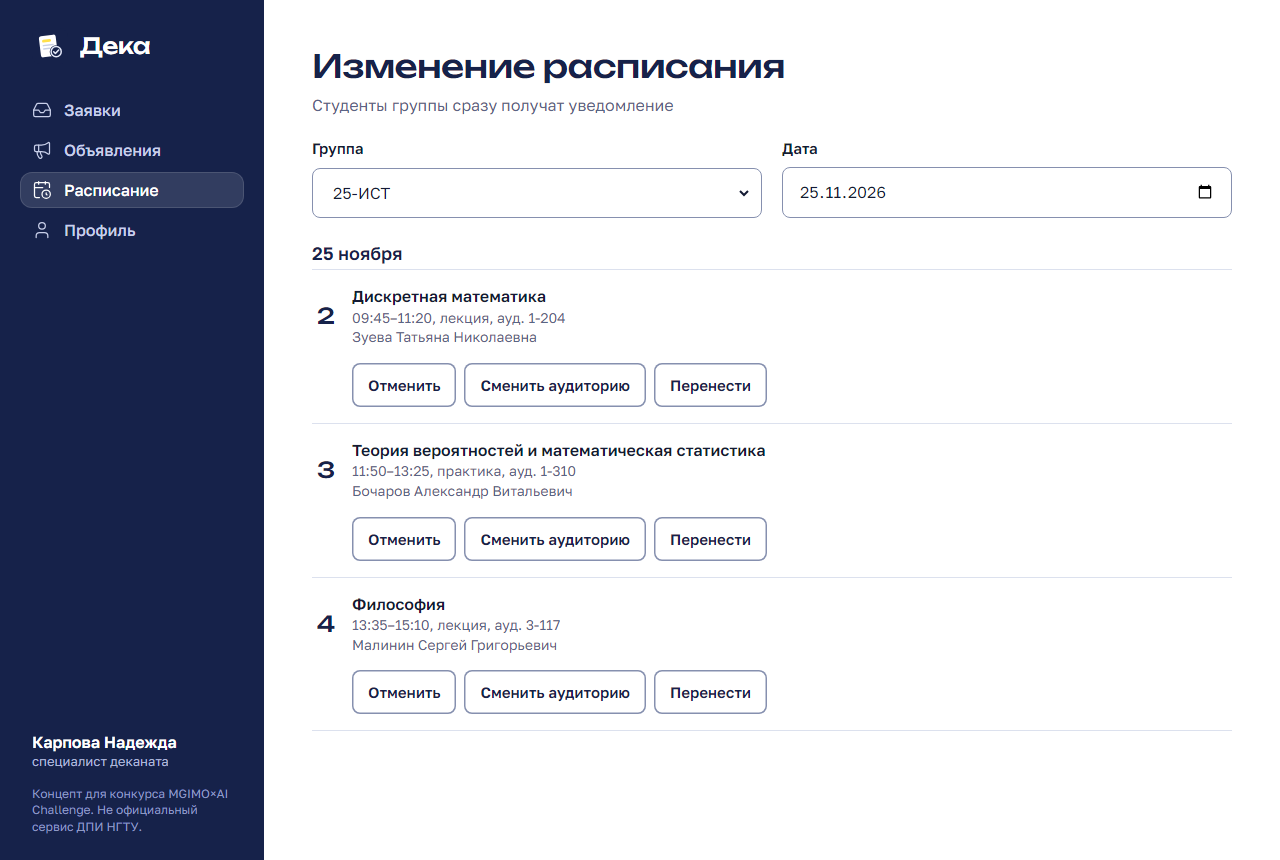 Дека
Заявки
Объявления
Расписание
Профиль
Карпова Надежда
специалист деканата
Концепт для конкурса MGIMO×AI
Challenge. Не официальный
сервис ДПИ НГТУ.
Изменение расписания
Студенты группы сразу получат уведомление
Группа
Дата
25-ИСТ
25.11.2026
25 ноября
2
Дискретная математика
09:45–11:20, лекция, ауд. 1-204
Зуева Татьяна Николаевна
Отменить
Сменить аудиторию
Перенести
3
Теория вероятностей и математическая статистика
11:50–13:25, практика, ауд. 1-310
Бочаров Александр Витальевич
Отменить
Сменить аудиторию
Перенести
4
Философия
13:35–15:10, лекция, ауд. 3-117
Малинин Сергей Григорьевич
Отменить
Сменить аудиторию
Перенести